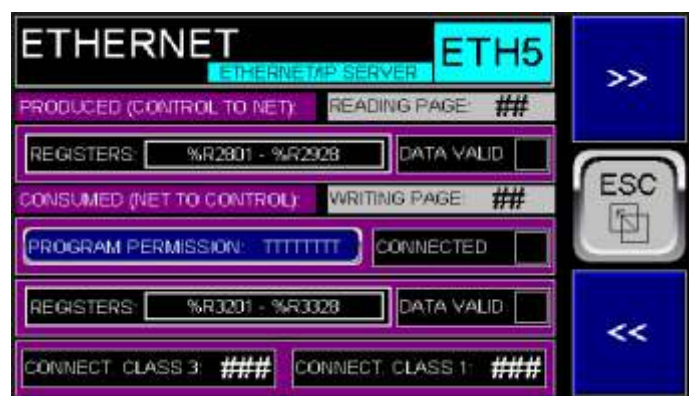 ETHERNET
ETHERNET/IP SERVER
ETH5
>>
PRODUCED (CONTROL TO NET): READING PAGE: ##
REGISTERS: %R2801 - %R2928 DATA VALID
CONSUMED (NET TO CONTROL): WRITING PAGE: ##
ESC
PROGRAM PERMISSION: TTTTTTTT CONNECTED
REGISTERS: %R3201 - %R3328 DATA VALID
<<
CONNECT. CLASS 3: ### CONNECT. CLASS 1: ###